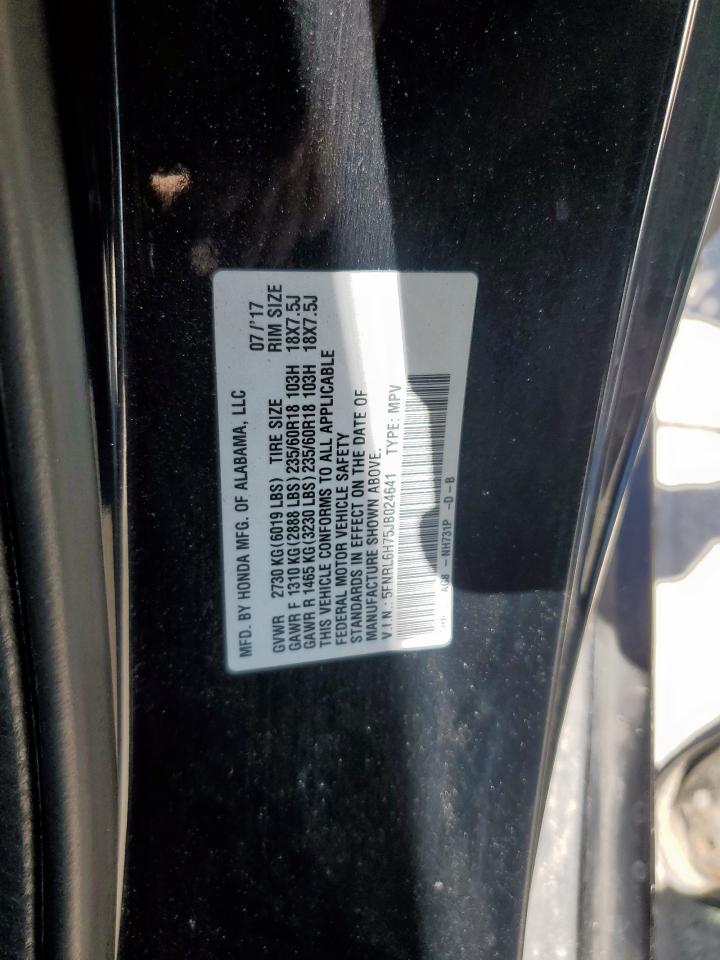 MFD. BY HONDA MFG. OF ALABAMA, LLC 07/'17
GVWR 2730 KG(6019 LBS) TIRE SIZE RIM SIZE
GAWR F 1310 KG(2888 LBS) 235/60R18 103H 18X7.5J
GAWR R 1465 KG(3230 LBS) 235/60R18 103H 18X7.5J
THIS VEHICLE CONFORMS TO ALL APPLICABLE
FEDERAL MOTOR VEHICLE SAFETY
STANDARDS IN EFFECT ON THE DATE OF
MANUFACTURE SHOWN ABOVE.
V.I.N.: 5FNRL6H75JB024641 TYPE: MPV
NH731P -D -B